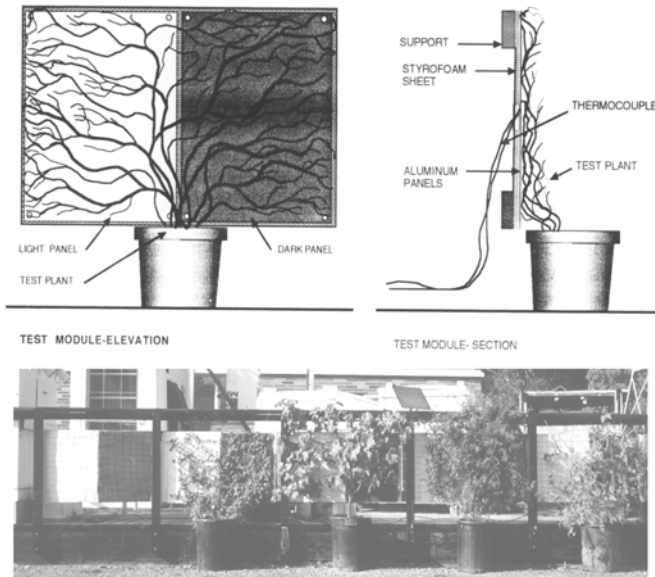 SUPPORT
STYROFOAM
SHEET
THERMOCOUPLE
ALUMINUM
PANELS
TEST PLANT
LIGHT PANEL
DARK PANEL
TEST PLANT
TEST MODULE-ELEVATION
TEST MODULE- SECTION